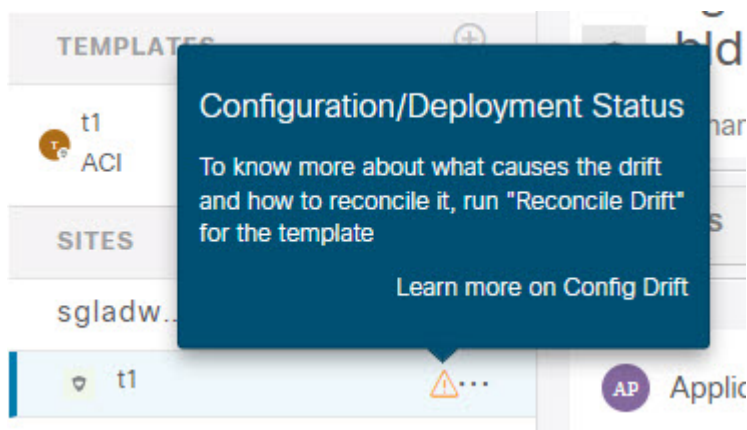 TEMPLATES
Configuration/Deployment Status
t1
ACI
To know more about what causes the drift
and how to reconcile it, run "Reconcile Drift"
for the template
SITES
Learn more on Config Drift
sgladw...
t1
AP